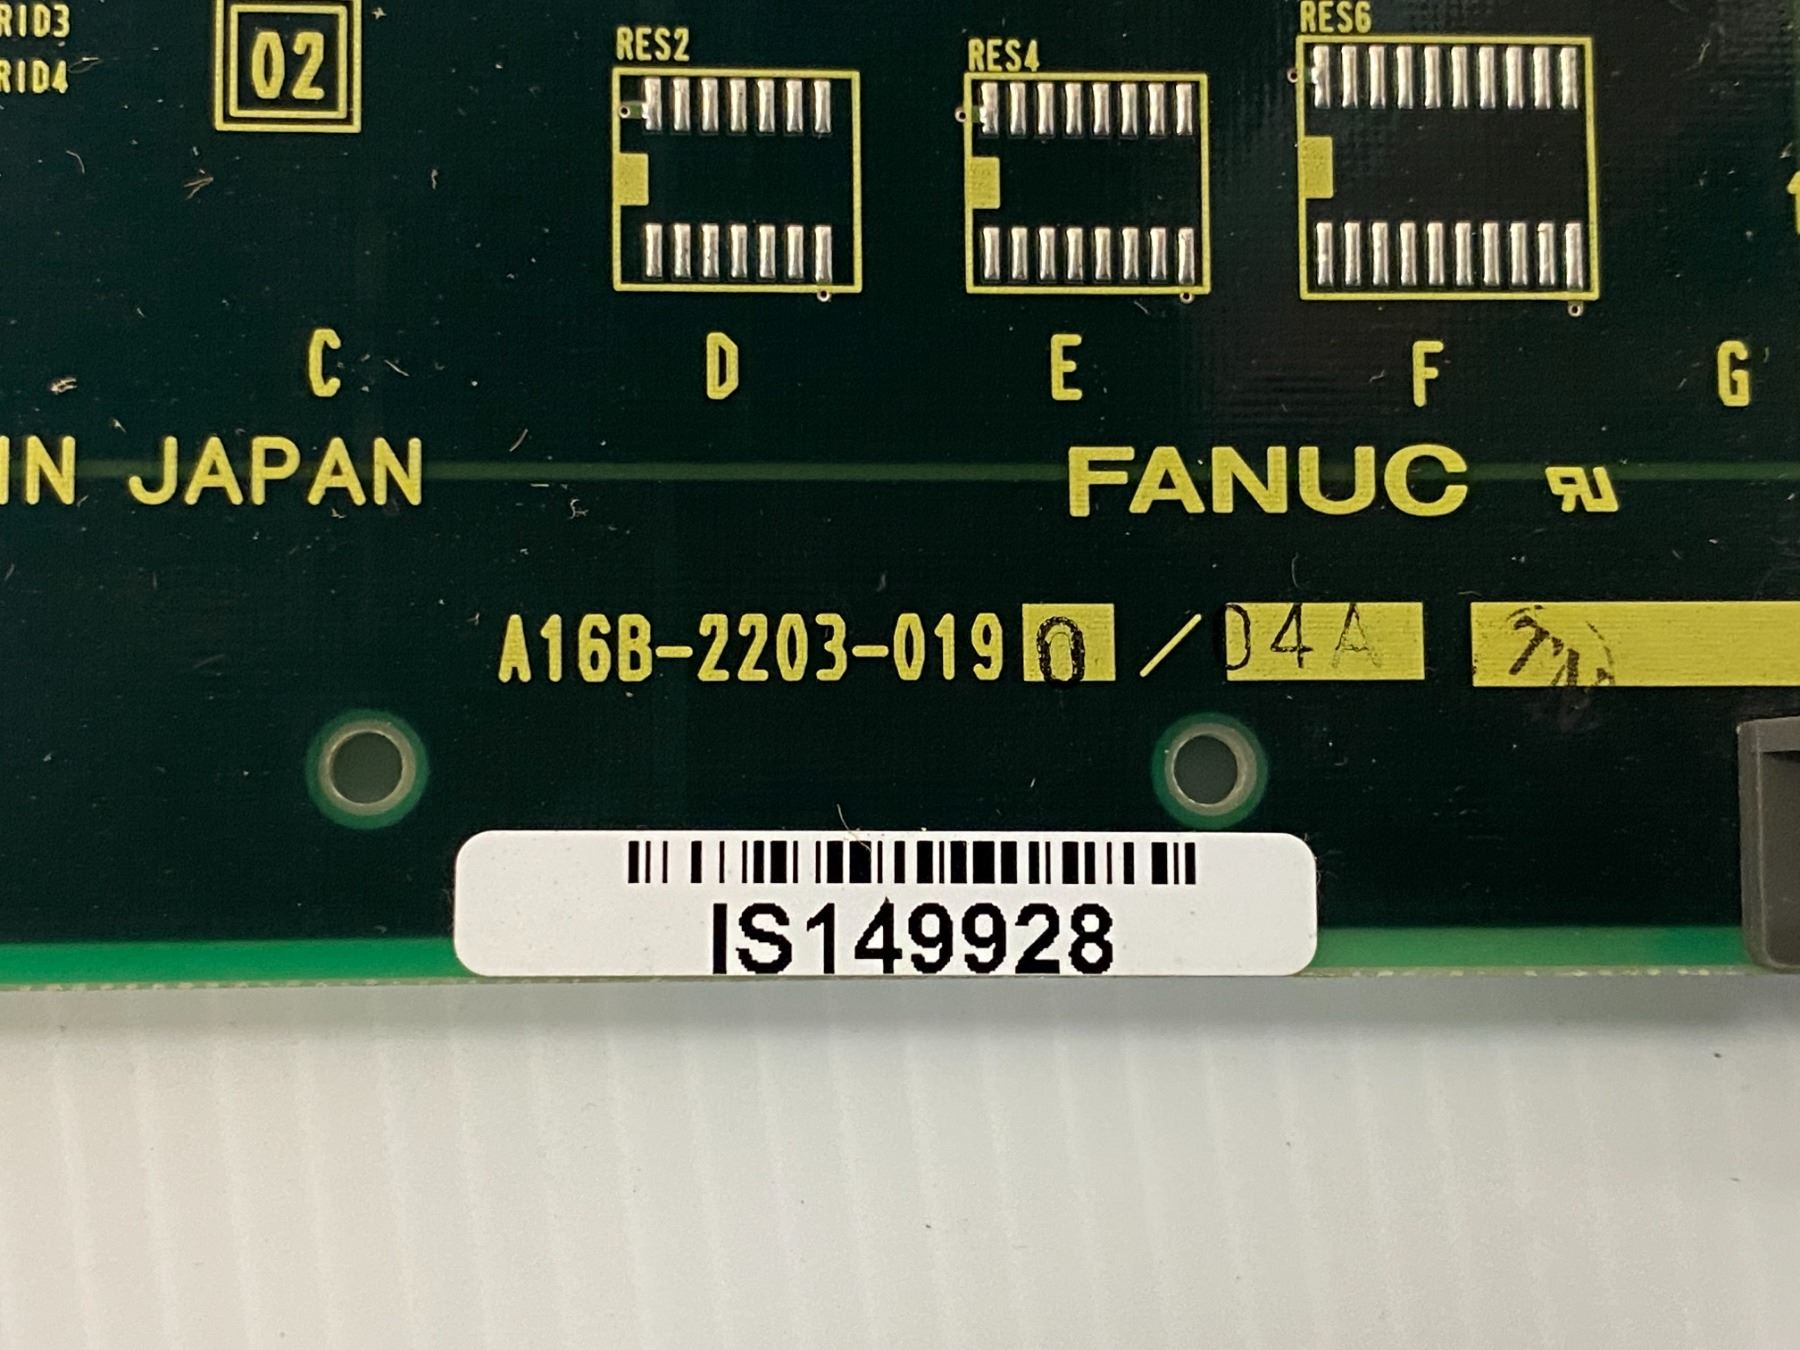 RID3
RID4
02
RES2
RES4
RES6
C D E F G
IN JAPAN
FANUC
A16B-2203-0190/04A
IS149928